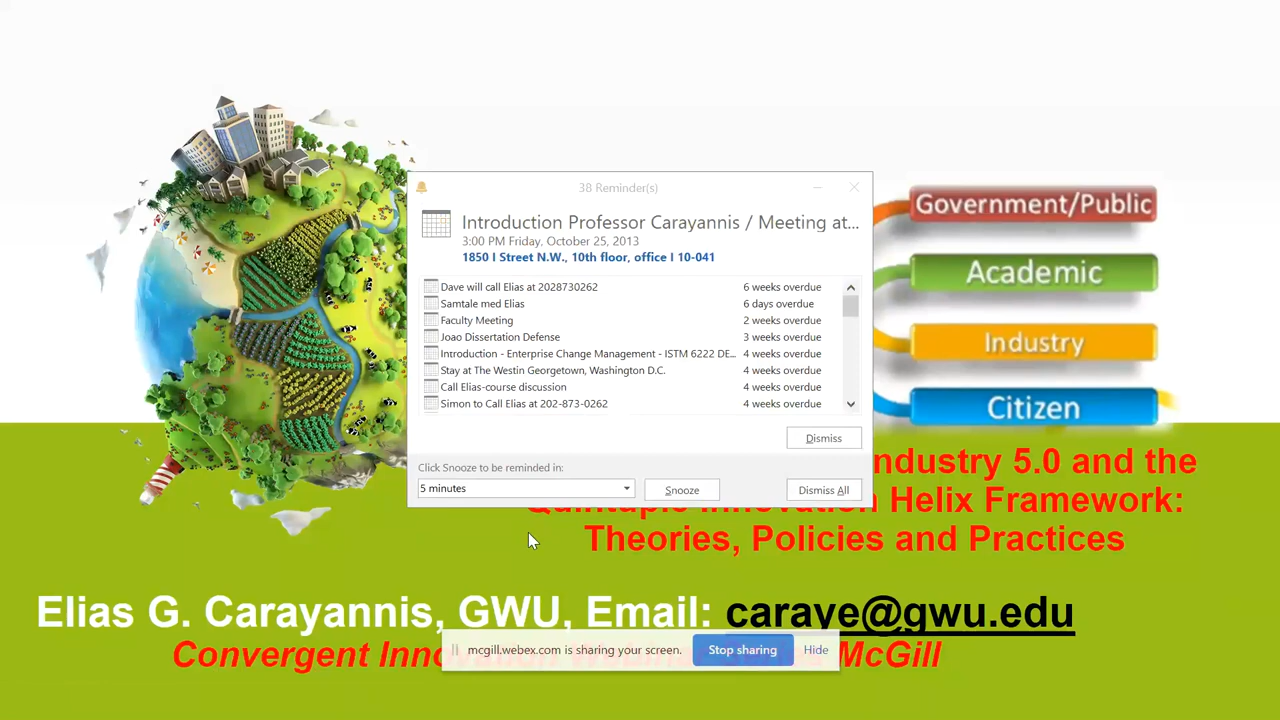 38 Reminder(s)
Introduction Professor Carayannis / Meeting at...
3:00 PM Friday, October 25, 2013
1850 I Street N.W., 10th floor, office I 10-041
Dave will call Elias at 2028730262 6 weeks overdue
Samtale med Elias 6 days overdue
Faculty Meeting 2 weeks overdue
Joao Dissertation Defense 3 weeks overdue
Introduction - Enterprise Change Management - ISTM 6222 DE... 4 weeks overdue
Stay at The Westin Georgetown, Washington D.C. 4 weeks overdue
Call Elias-course discussion 4 weeks overdue
Simon to Call Elias at 202-873-0262 4 weeks overdue
Dismiss
Click Snooze to be reminded in:
5 minutes Snooze Dismiss All
Government/Public
Academic
Industry
Citizen
Industry 5.0 and the
Quintuple Innovation Helix Framework:
Theories, Policies and Practices
Elias G. Carayannis, GWU, Email: caraye@gwu.edu
Convergent McGill
mcgill.webex.com is sharing your screen. Stop sharing Hide